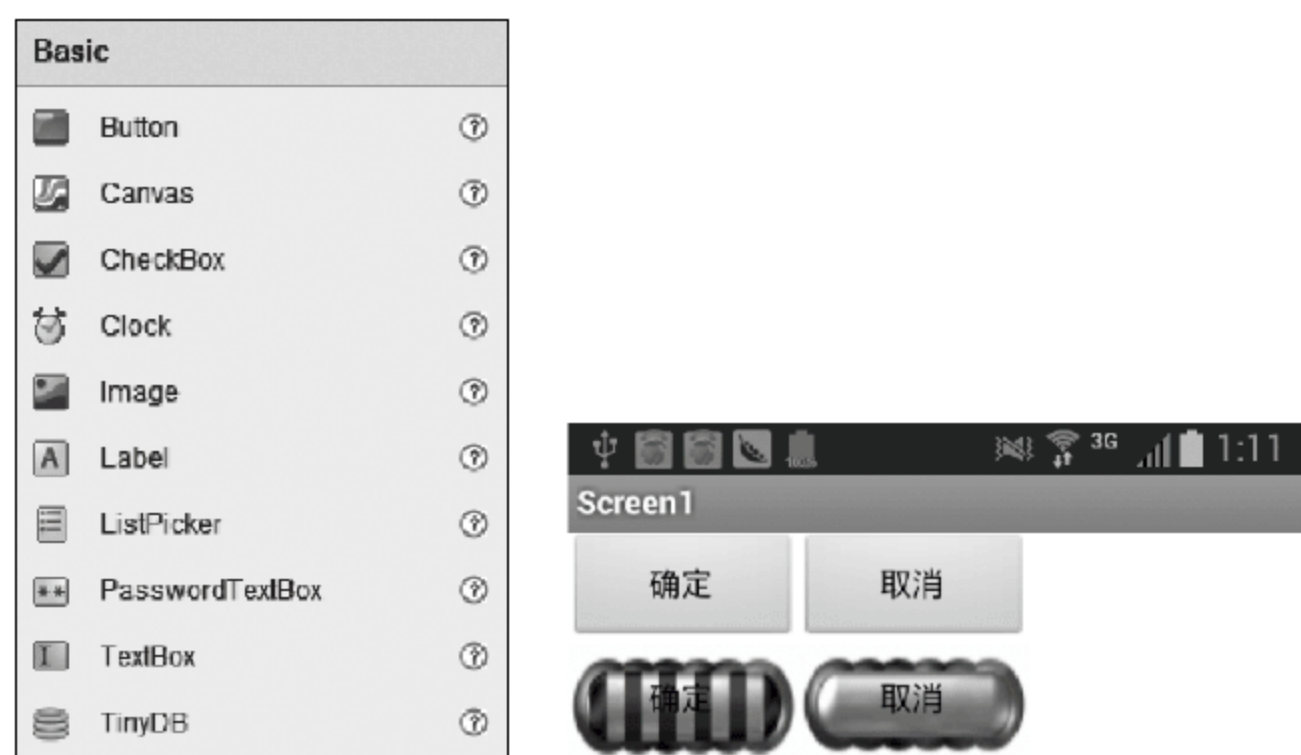 Basic
Button
Canvas
CheckBox
Clock
Image
Label
ListPicker
PasswordTextBox
TextBox
TinyDB
3G 1:11
Screen1
确定 取消
确定 取消